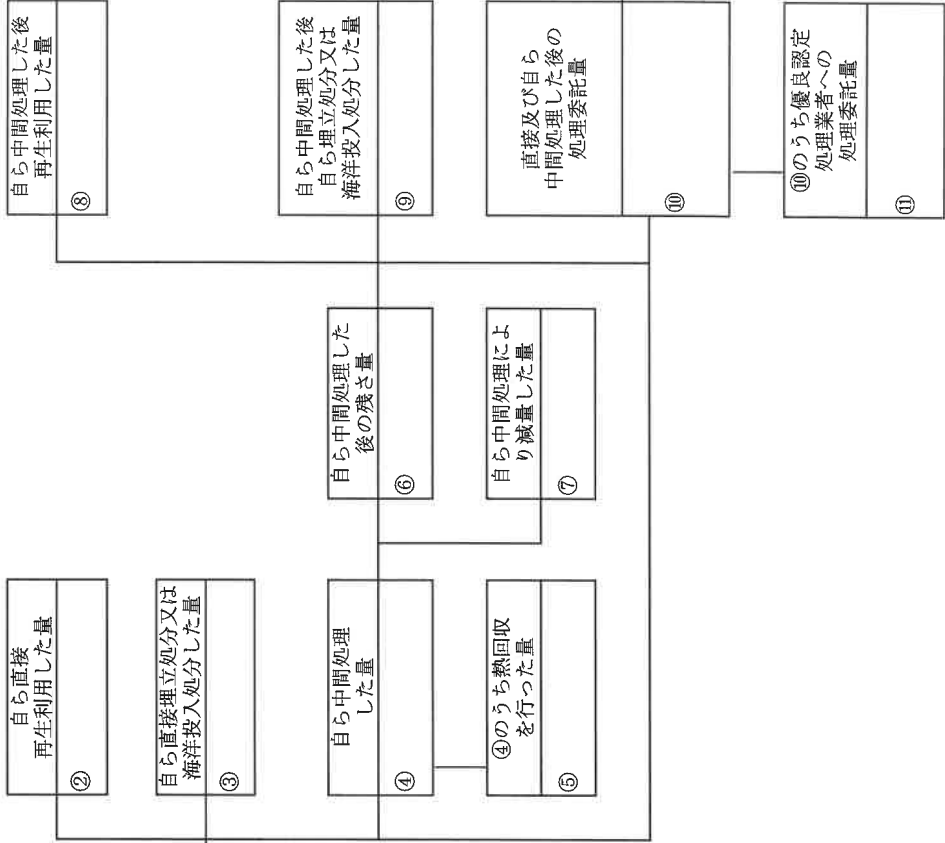 自ら直接
再生利用した量
②
自ら直接埋立処分又は
海洋投入処分した量
③
自ら中間処理
した量
④
④のうち熱回収
を行った量
⑤
自ら中間処理した
後の残さ量
⑥
自ら中間処理によ
り減量した量
⑦
自ら中間処理した後
再生利用した量
⑧
自ら中間処理した後
自ら埋立処分又は
海洋投入処分した量
⑨
直接及び自ら
中間処理した後の
処理委託量
⑩
⑩のうち優良認定
処理業者への
処理委託量
⑪